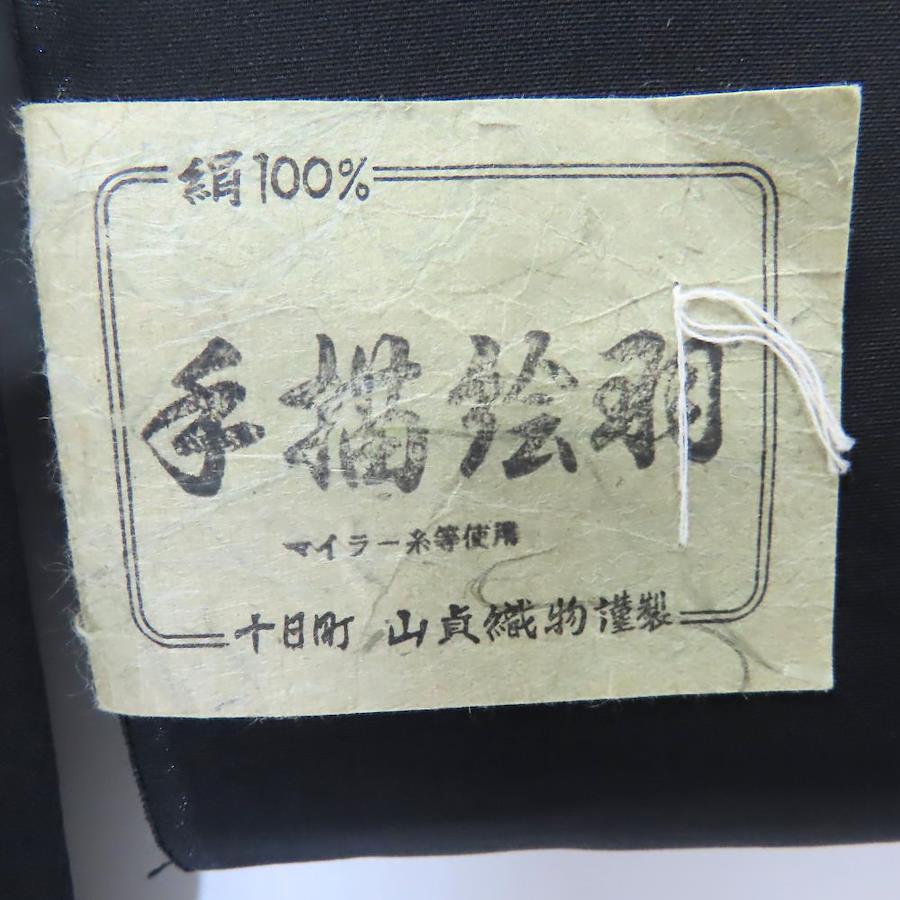 絹100%
手描絵羽
マイラー糸等使用
十日町 山貞織物謹製